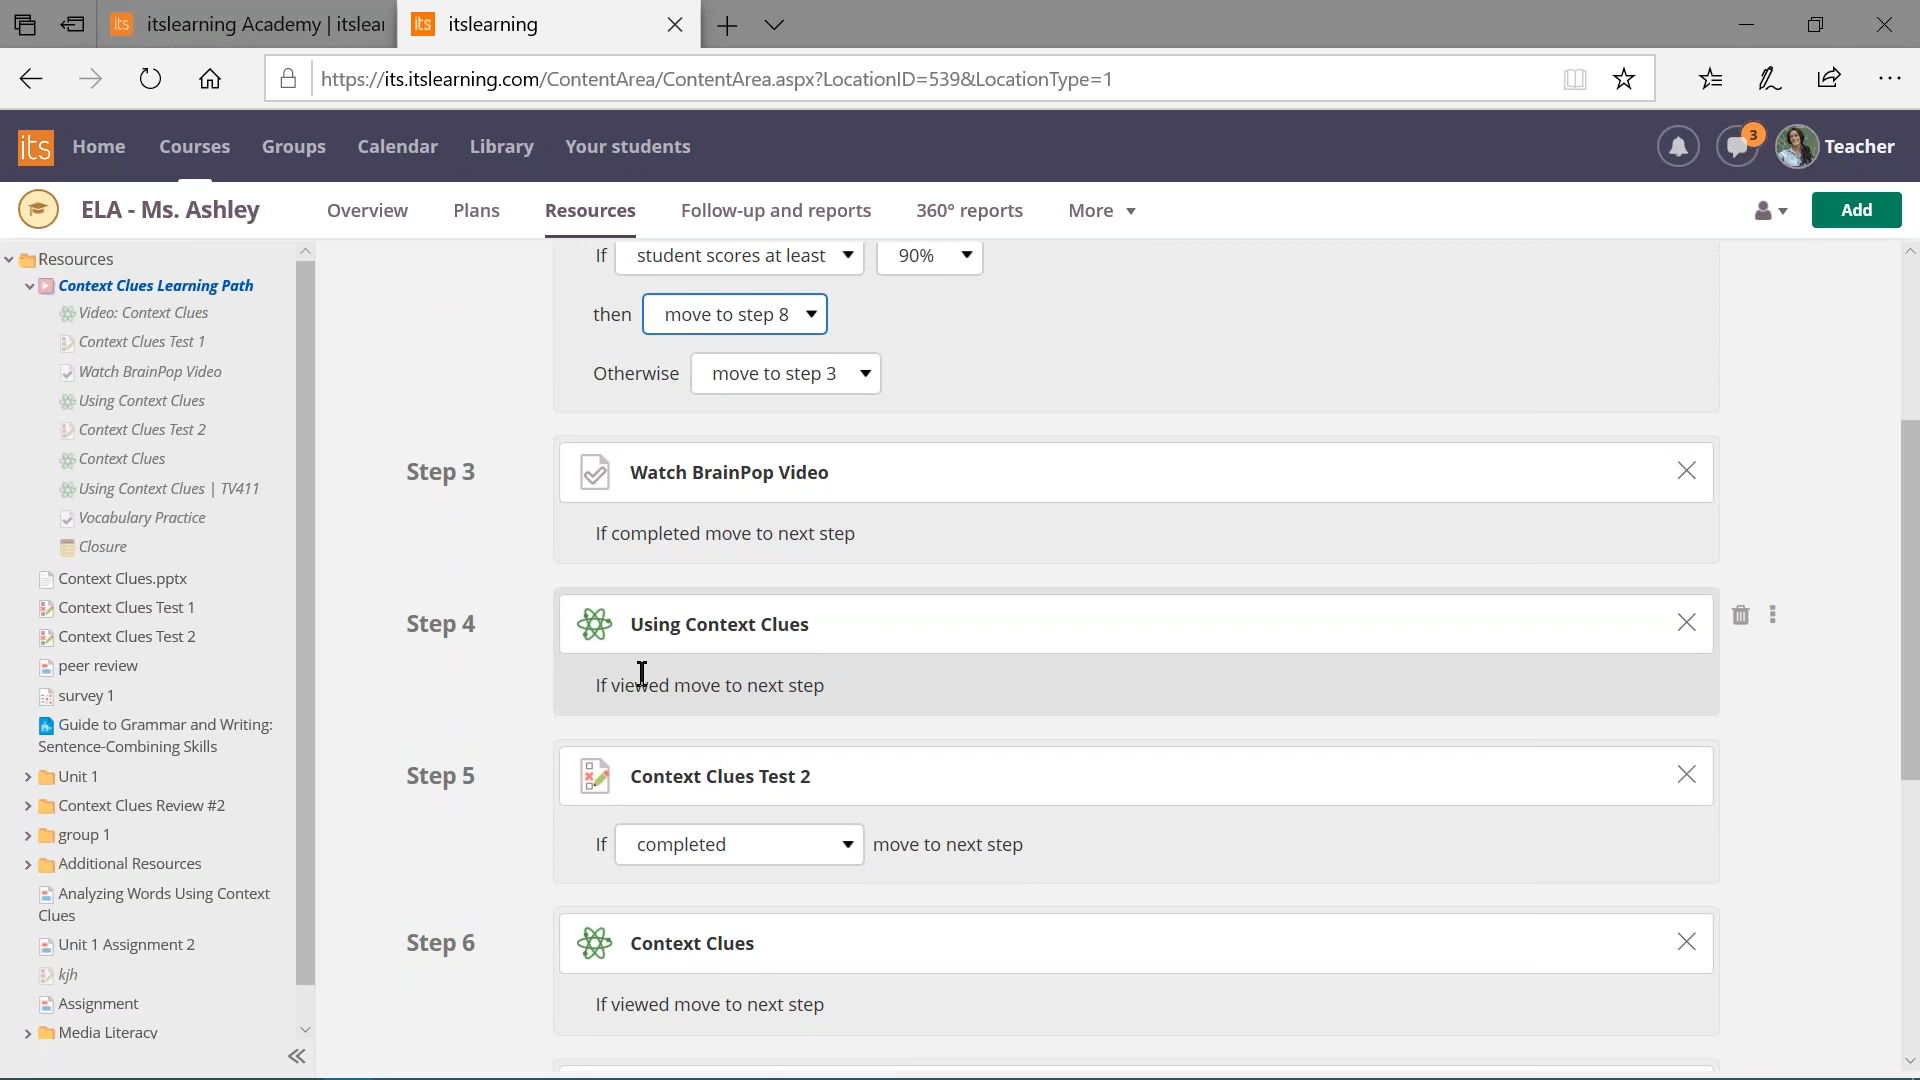 itslearning Academy | itslear
itslearning
https://its.itslearning.com/ContentArea/ContentArea.aspx?LocationID=539&LocationType=1
its Home Courses Groups Calendar Library Your students 3 Teacher
ELA - Ms. Ashley Overview Plans Resources Follow-up and reports 360° reports More Add
Resources
Context Clues Learning Path
Video: Context Clues
Context Clues Test 1
Watch BrainPop Video
Using Context Clues
Context Clues Test 2
Context Clues
Using Context Clues | TV411
Vocabulary Practice
Closure
Context Clues.pptx
Context Clues Test 1
Context Clues Test 2
peer review
survey 1
Guide to Grammar and Writing:
Sentence-Combining Skills
Unit 1
Context Clues Review #2
group 1
Additional Resources
Analyzing Words Using Context
Clues
Unit 1 Assignment 2
kjh
Assignment
Media Literacy
If student scores at least 90%
then move to step 8
Otherwise move to step 3
Step 3 Watch BrainPop Video
If completed move to next step
Step 4 Using Context Clues
If viewed move to next step
Step 5 Context Clues Test 2
If completed move to next step
Step 6 Context Clues
If viewed move to next step